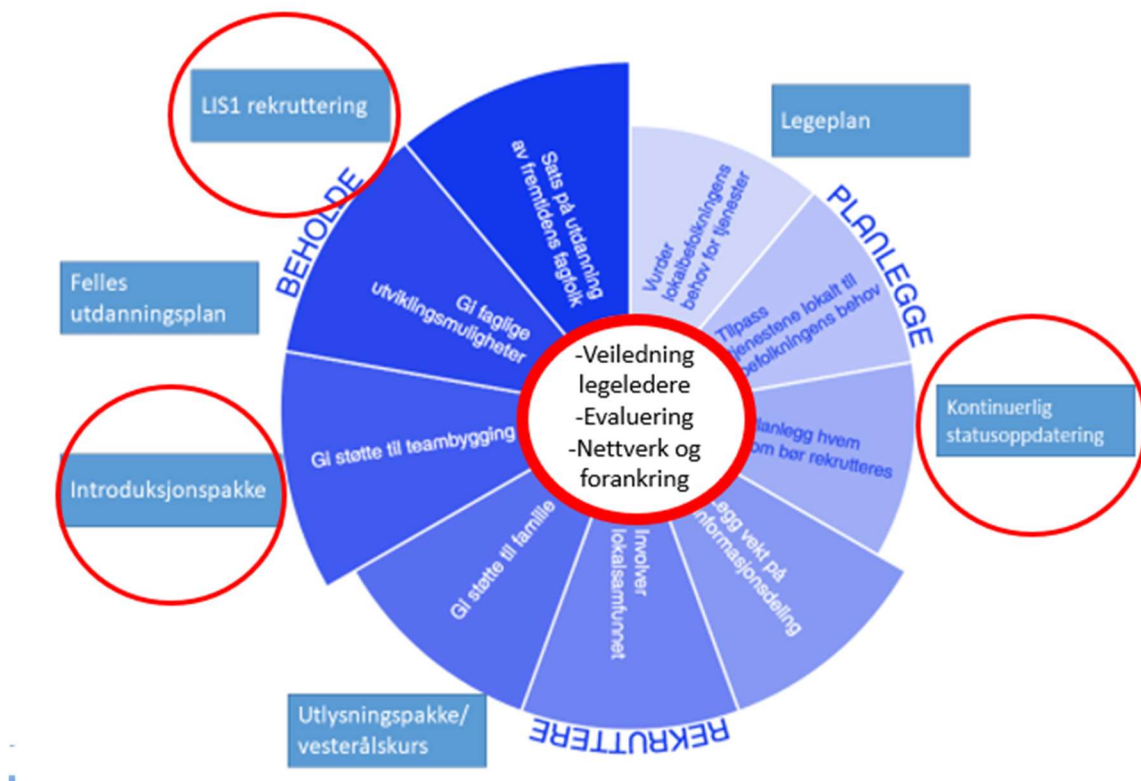 LIS1 rekruttering
Legeplan
BEHOLDE
PLANLEGGE
Sats på utdanning
av fremtidens fagfolk
Vurder
lokalbefolkningens
behov for tjenester
Felles
utdanningsplan
Gi faglige
utviklingsmuligheter
Tilpass
tjenestene lokalt til
befolkningens behov
-Veiledning
legeledere
-Evaluering
-Nettverk og
forankring
Kontinuerlig
statusoppdatering
Gi støtte til teambygging
planlegg hvem
om bør rekrutteres
Introduksjonspakke
Gi støtte til familie
Involver
lokalsamfunnet
Legg vekt på
informasjonsdeling
Utlysningspakke/
vesterålskurs
REKRUTTERE